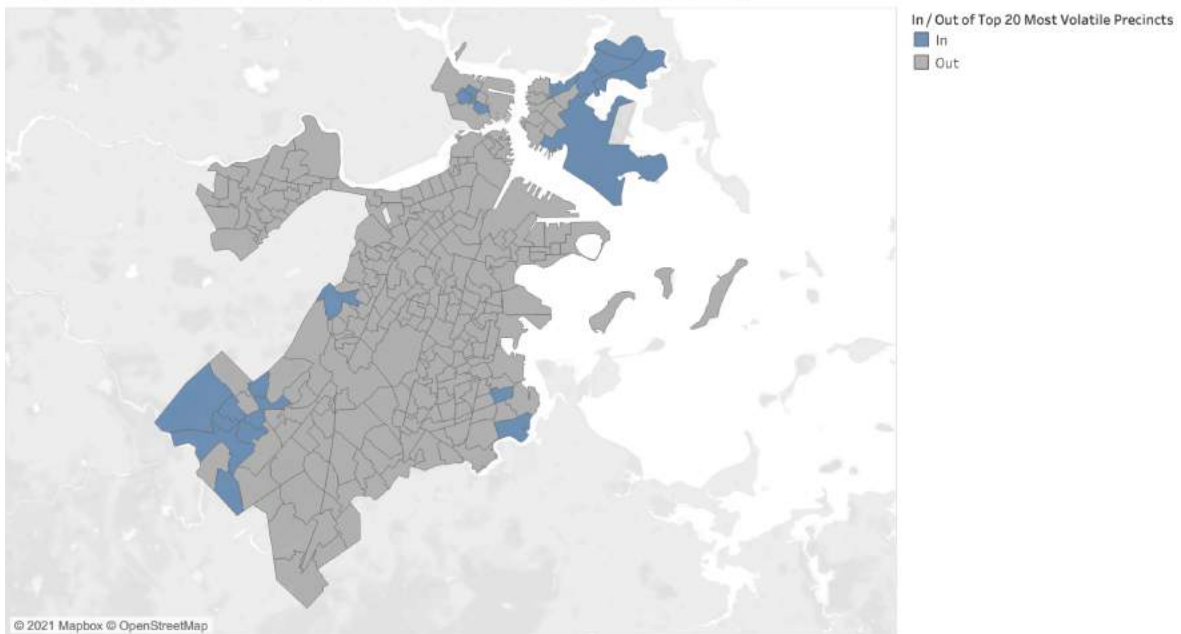 In / Out of Top 20 Most Volatile Precincts
In
Out
© 2021 Mapbox © OpenStreetMap